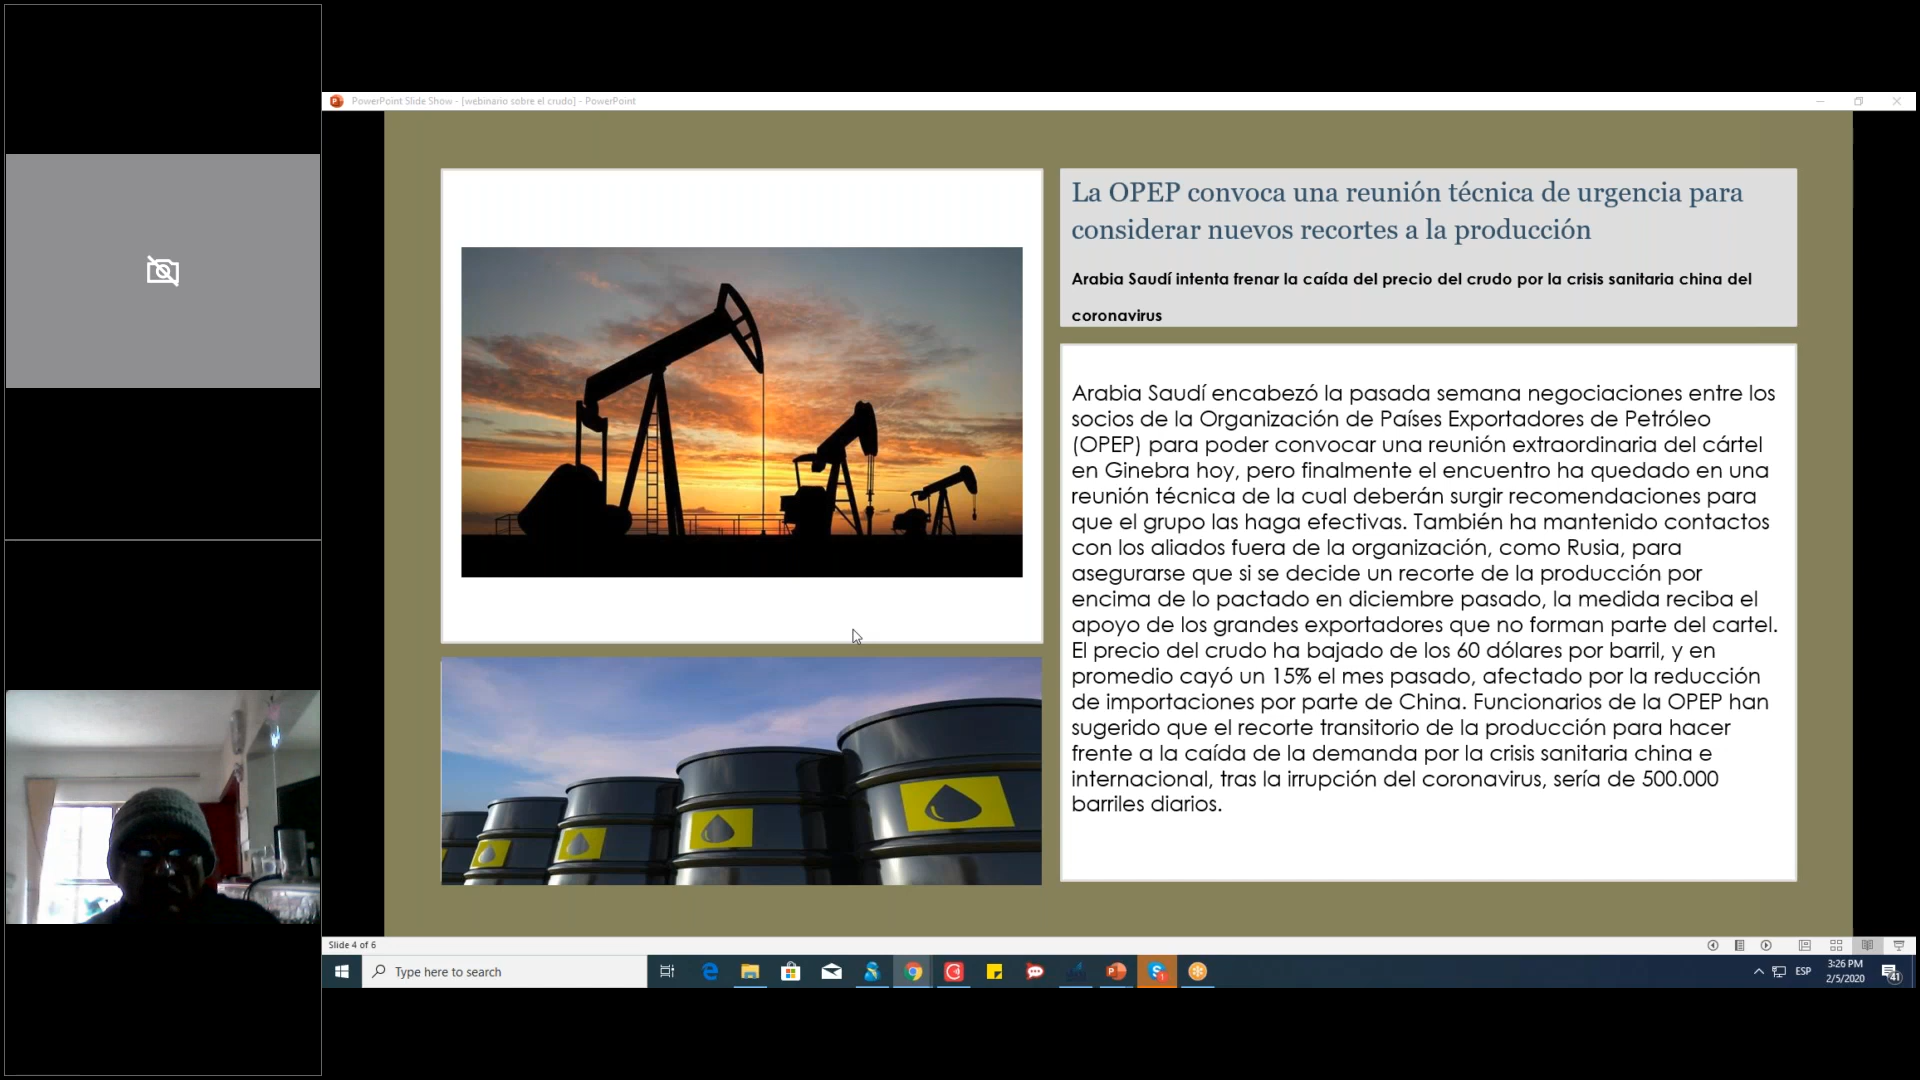 PowerPoint Slide Show - [webinario sobre el crudo] - PowerPoint
La OPEP convoca una reunión técnica de urgencia para
considerar nuevos recortes a la producción
Arabia Saudí intenta frenar la caída del precio del crudo por la crisis sanitaria china del
coronavirus
Arabia Saudí encabezó la pasada semana negociaciones entre los
socios de la Organización de Países Exportadores de Petróleo
(OPEP) para poder convocar una reunión extraordinaria del cártel
en Ginebra hoy, pero finalmente el encuentro ha quedado en una
reunión técnica de la cual deberán surgir recomendaciones para
que el grupo las haga efectivas. También ha mantenido contactos
con los aliados fuera de la organización, como Rusia, para
asegurarse que si se decide un recorte de la producción por
encima de lo pactado en diciembre pasado, la medida reciba el
apoyo de los grandes exportadores que no forman parte del cartel.
El precio del crudo ha bajado de los 60 dólares por barril, y en
promedio cayó un 15% el mes pasado, afectado por la reducción
de importaciones por parte de China. Funcionarios de la OPEP han
sugerido que el recorte transitorio de la producción para hacer
frente a la caída de la demanda por la crisis sanitaria china e
internacional, tras la irrupción del coronavirus, sería de 500.000
barriles diarios.
Slide 4 of 6
Type here to search
ESP
3:26 PM
2/5/2020
41